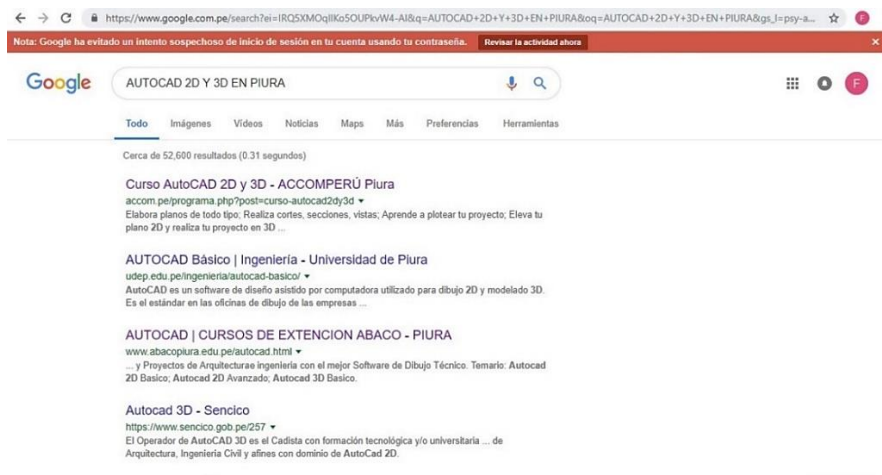 https://www.google.com.pe/search?ei=IRQ5XMOqIIKo5OUPkvW4-AI&q=AUTOCAD+2D+Y+3D+EN+PIURA&oq=AUTOCAD+2D+Y+3D+EN+PIURA&gs_l=psy-a...
F
Nota: Google ha evitado un intento sospechoso de inicio de sesión en tu cuenta usando tu contraseña. Revisar la actividad ahora
Google
AUTOCAD 2D Y 3D EN PIURA
F
Todo Imágenes Vídeos Noticias Maps Más Preferencias Herramientas
Cerca de 52,600 resultados (0.31 segundos)
Curso AutoCAD 2D y 3D - ACCOMPERÚ Piura
accom.pe/programa.php?post=curso-autocad2dy3d
Elabora planos de todo tipo; Realiza cortes, secciones, vistas; Aprende a plotear tu proyecto; Eleva tu
plano 2D y realiza tu proyecto en 3D ...
AUTOCAD Básico | Ingeniería - Universidad de Piura
udep.edu.pe/ingenieria/autocad-basico/
AutoCAD es un software de diseño asistido por computadora utilizado para dibujo 2D y modelado 3D.
Es el estándar en las oficinas de dibujo de las empresas ...
AUTOCAD | CURSOS DE EXTENCION ABACO - PIURA
www.abacopiura.edu.pe/autocad.html
... y Proyectos de Arquitecturae ingenieria con el mejor Software de Dibujo Técnico. Temario: Autocad
2D Basico; Autocad 2D Avanzado; Autocad 3D Basico.
Autocad 3D - Sencico
https://www.sencico.gob.pe/257
El Operador de AutoCAD 3D es el Cadista con formación tecnológica y/o universitaria ... de
Arquitectura, Ingeniería Civil y afines con dominio de AutoCad 2D.